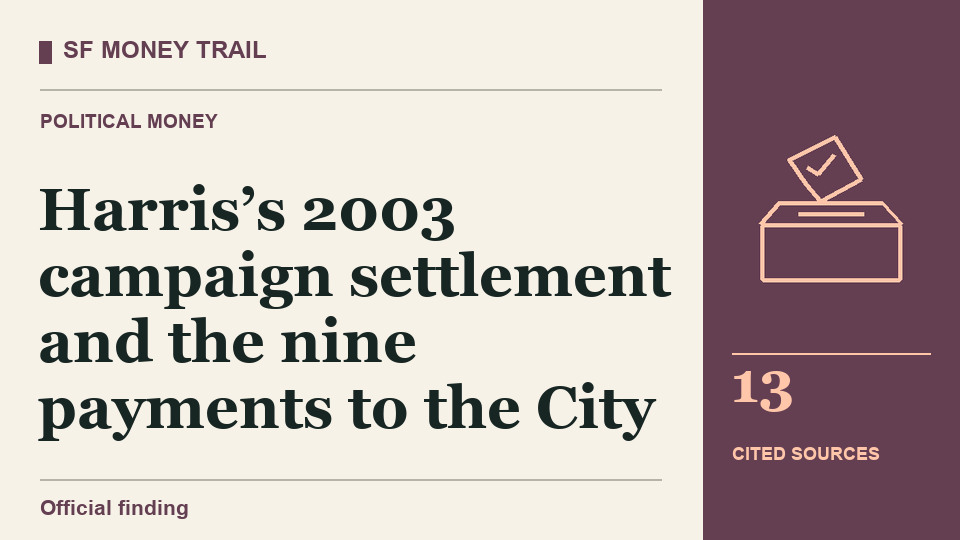 SF MONEY TRAIL
POLITICAL MONEY
Harris’s 2003
campaign settlement
and the nine
payments to the City
Official finding
13
CITED SOURCES